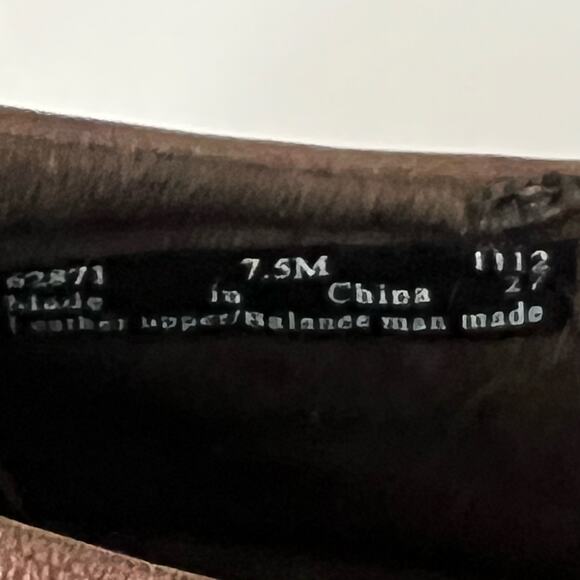 62871 7.5M 1112
Made in China 27
Leather upper/Balance man made